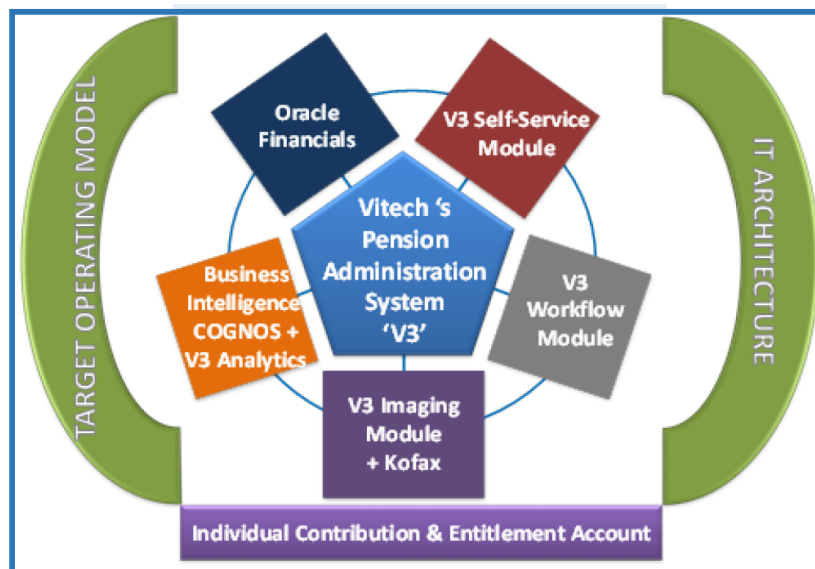 TARGET OPERATING MODEL
Oracle
Financials
V3 Self-Service
Module
Vitech ‘s
Pension
Administration
System
‘V3’
Business
Intelligence
COGNOS +
V3 Analytics
V3
Workflow
Module
V3 Imaging
Module
+ Kofax
IT ARCHITECTURE
Individual Contribution & Entitlement Account